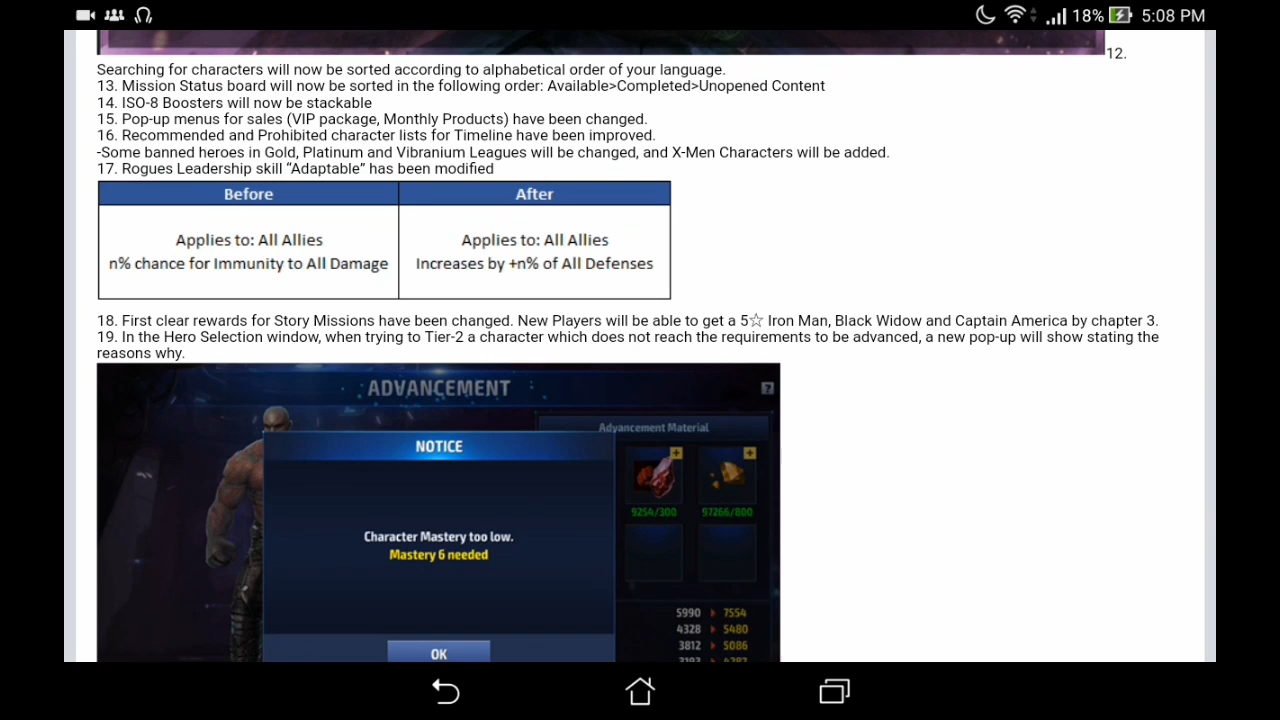 18% 5:08 PM
12.
Searching for characters will now be sorted according to alphabetical order of your language.
13. Mission Status board will now be sorted in the following order: Available>Completed>Unopened Content
14. ISO-8 Boosters will now be stackable
15. Pop-up menus for sales (VIP package, Monthly Products) have been changed.
16. Recommended and Prohibited character lists for Timeline have been improved.
-Some banned heroes in Gold, Platinum and Vibranium Leagues will be changed, and X-Men Characters will be added.
17. Rogues Leadership skill “Adaptable” has been modified
Before After
Applies to: All Allies Applies to: All Allies
n% chance for Immunity to All Damage Increases by +n% of All Defenses
18. First clear rewards for Story Missions have been changed. New Players will be able to get a 5☆ Iron Man, Black Widow and Captain America by chapter 3.
19. In the Hero Selection window, when trying to Tier-2 a character which does not reach the requirements to be advanced, a new pop-up will show stating the
reasons why.
ADVANCEMENT ?
Advancement Material
NOTICE
9254/300 97266/800
Character Mastery too low.
Mastery 6 needed
5990 7554
4328 5480
3812 5086
OK